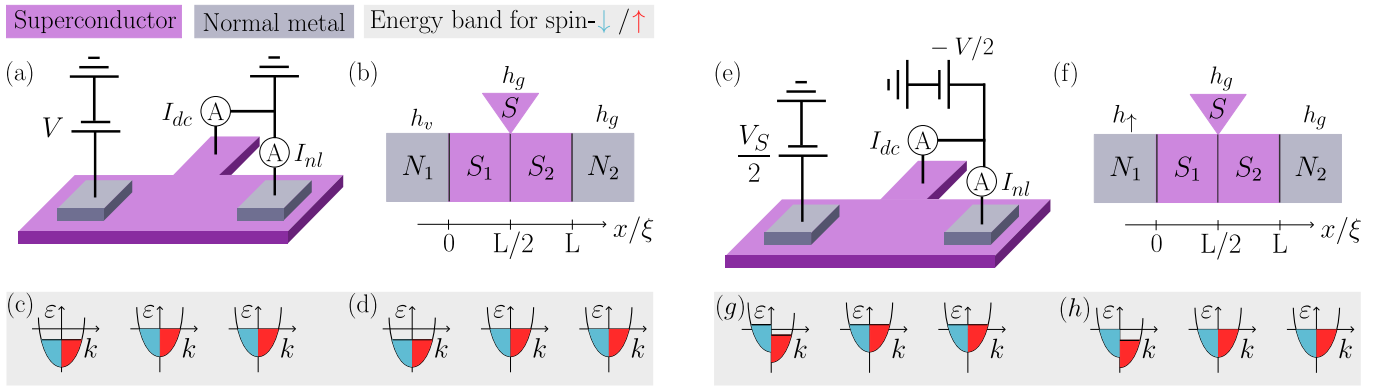 Superconductor
Normal metal
Energy band for spin-↓ /↑
(a)
V
I_dc
A
A
I_nl
(b)
h_v
h_g
h_g
S
N_1
S_1
S_2
N_2
0
L/2
L
x/ξ
(c)
ε
k
ε
k
ε
k
(d)
ε
k
ε
k
ε
k
(e)
− V/2
V_S
2
I_dc
A
A
I_nl
(f)
h_↑
h_g
h_g
S
N_1
S_1
S_2
N_2
0
L/2
L
x/ξ
(g)
ε
k
ε
k
ε
k
(h)
ε
k
ε
k
ε
k